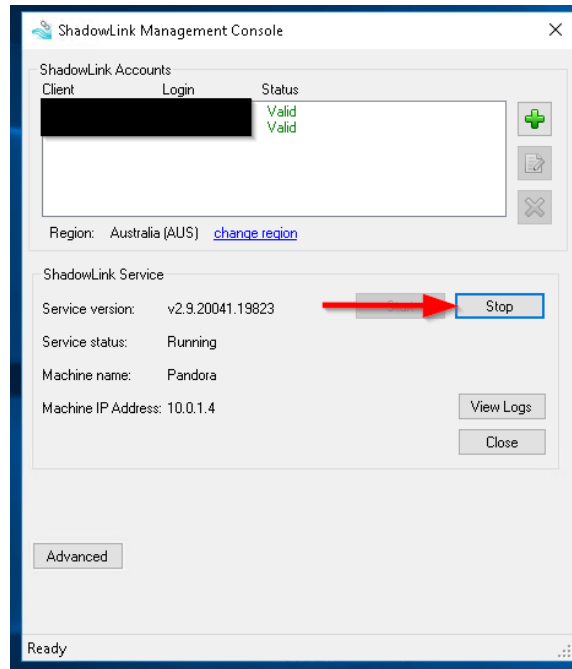 ShadowLink Management Console
ShadowLink Accounts
Client Login Status
Valid
Valid
Region: Australia (AUS) change region
ShadowLink Service
Service version: v2.9.20041.19823 Stop
Service status: Running
Machine name: Pandora
Machine IP Address: 10.0.1.4 View Logs
Close
Advanced
Ready